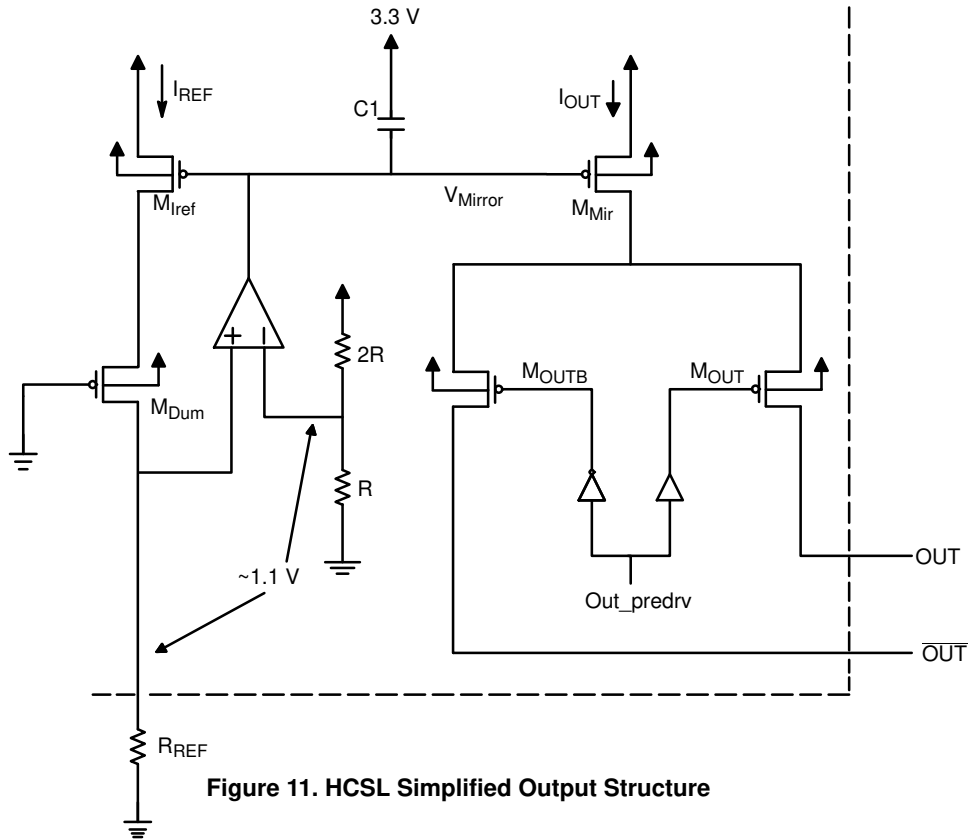 3.3 V
I_REF
C1
I_OUT
M_Iref
V_Mirror
M_Mir
+ −
2R
M_Dum
M_OUTB
M_OUT
R
~1.1 V
OUT
Out_predrv
O̅U̅T̅
R_REF
Figure 11. HCSL Simplified Output Structure